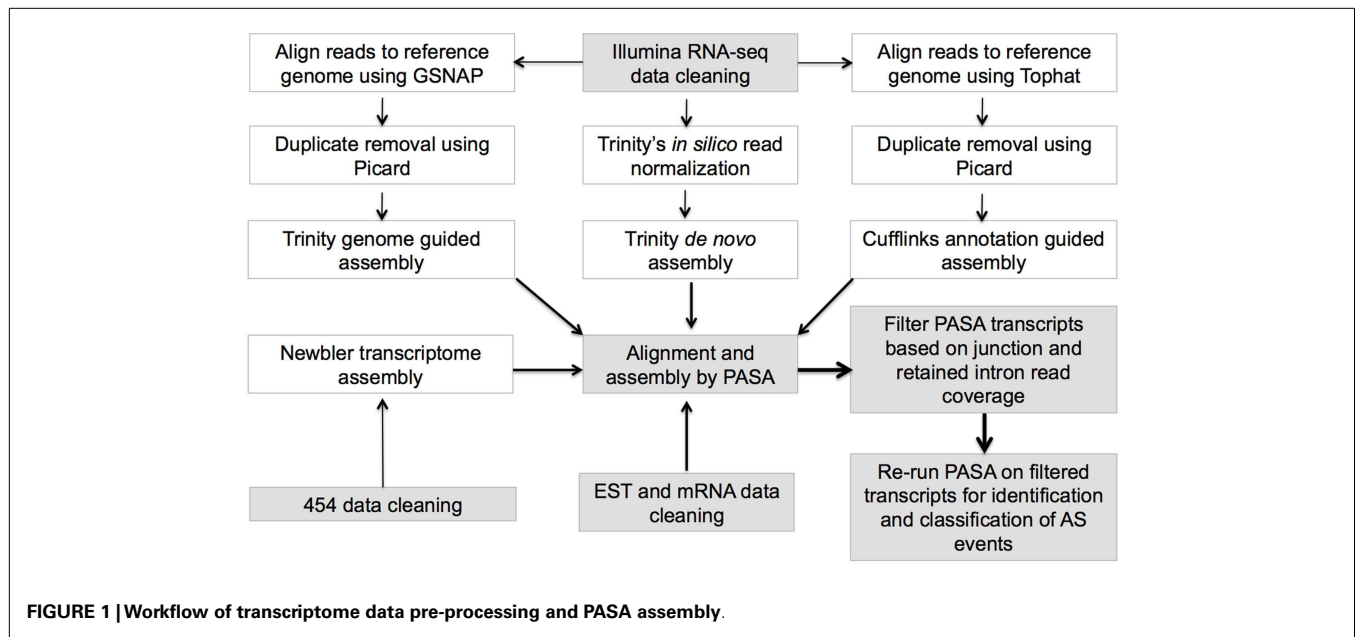 Align reads to reference
genome using GSNAP
Illumina RNA-seq
data cleaning
Align reads to reference
genome using Tophat
Duplicate removal using
Picard
Trinity's in silico read
normalization
Duplicate removal using
Picard
Trinity genome guided
assembly
Trinity de novo
assembly
Cufflinks annotation guided
assembly
Newbler transcriptome
assembly
Alignment and
assembly by PASA
Filter PASA transcripts
based on junction and
retained intron read
coverage
454 data cleaning
EST and mRNA data
cleaning
Re-run PASA on filtered
transcripts for identification
and classification of AS
events
FIGURE 1 | Workflow of transcriptome data pre-processing and PASA assembly.